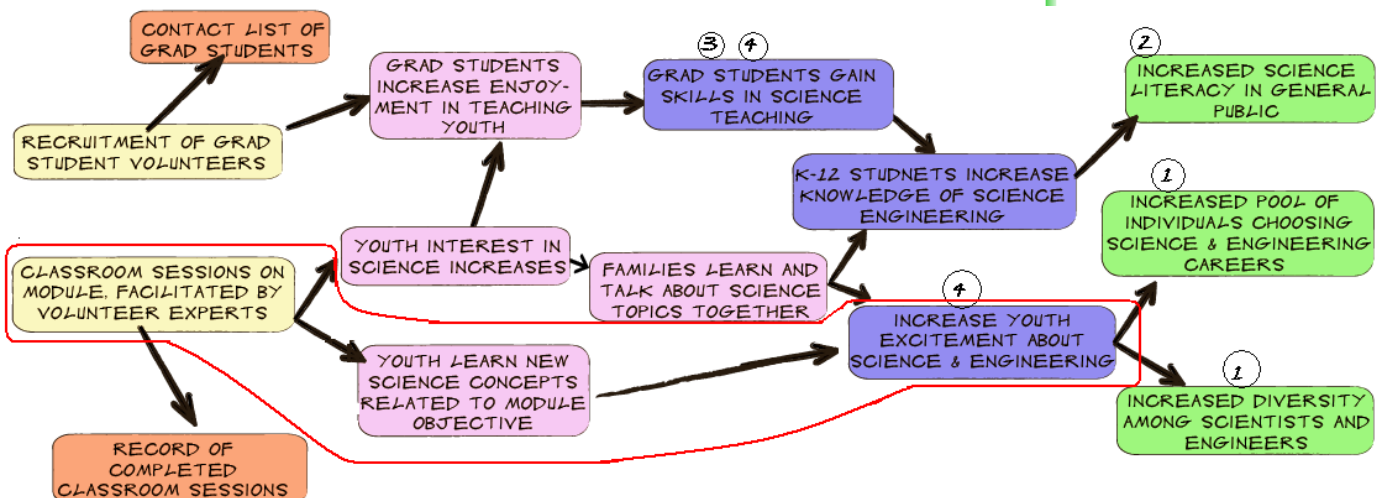 CONTACT LIST OF
GRAD STUDENTS
RECRUITMENT OF GRAD
STUDENT VOLUNTEERS
GRAD STUDENTS
INCREASE ENJOY-
MENT IN TEACHING
YOUTH
3 4
GRAD STUDENTS GAIN
SKILLS IN SCIENCE
TEACHING
2
INCREASED SCIENCE
LITERACY IN GENERAL
PUBLIC
K-12 STUDNETS INCREASE
KNOWLEDGE OF SCIENCE
ENGINEERING
1
INCREASED POOL OF
INDIVIDUALS CHOOSING
SCIENCE & ENGINEERING
CAREERS
CLASSROOM SESSIONS ON
MODULE, FACILITATED BY
VOLUNTEER EXPERTS
YOUTH INTEREST IN
SCIENCE INCREASES
FAMILIES LEARN AND
TALK ABOUT SCIENCE
TOPICS TOGETHER
4
INCREASE YOUTH
EXCITEMENT ABOUT
SCIENCE & ENGINEERING
YOUTH LEARN NEW
SCIENCE CONCEPTS
RELATED TO MODULE
OBJECTIVE
1
INCREASED DIVERSITY
AMONG SCIENTISTS AND
ENGINEERS
RECORD OF
COMPLETED
CLASSROOM SESSIONS